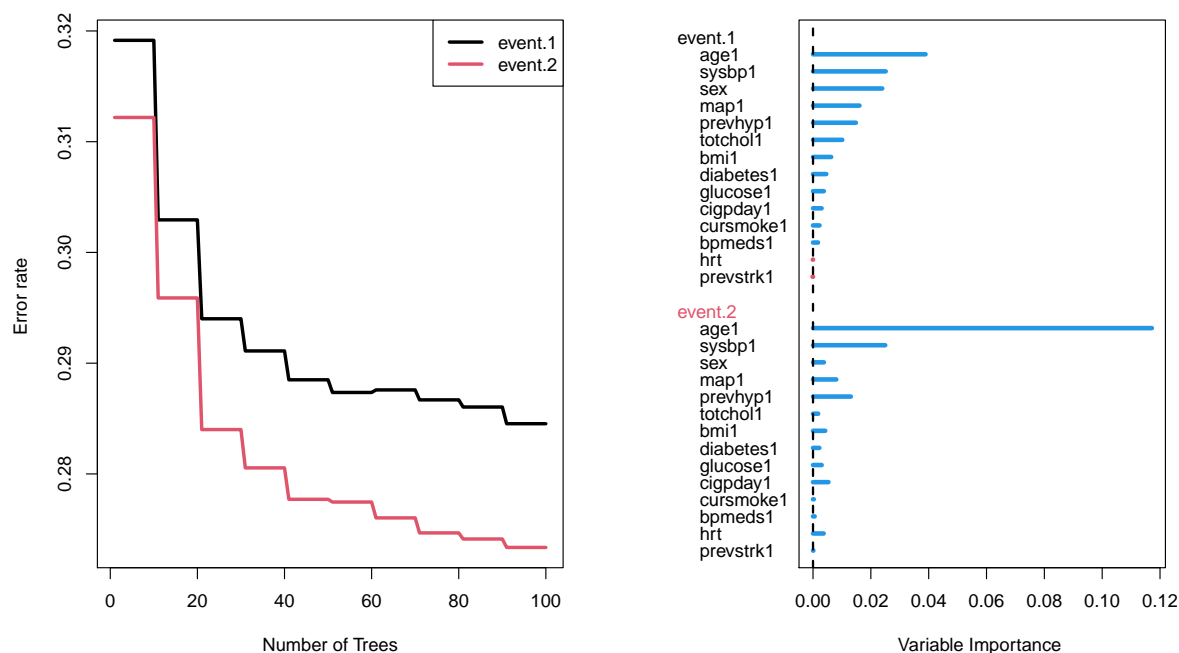 event.1
event.2
0.32
0.31
0.30
0.29
0.28
Error rate
0 20 40 60 80 100
Number of Trees
event.1
age1
sysbp1
sex
map1
prevhyp1
totchol1
bmi1
diabetes1
glucose1
cigpday1
cursmoke1
bpmeds1
hrt
prevstrk1
event.2
age1
sysbp1
sex
map1
prevhyp1
totchol1
bmi1
diabetes1
glucose1
cigpday1
cursmoke1
bpmeds1
hrt
prevstrk1
0.00 0.02 0.04 0.06 0.08 0.10 0.12
Variable Importance